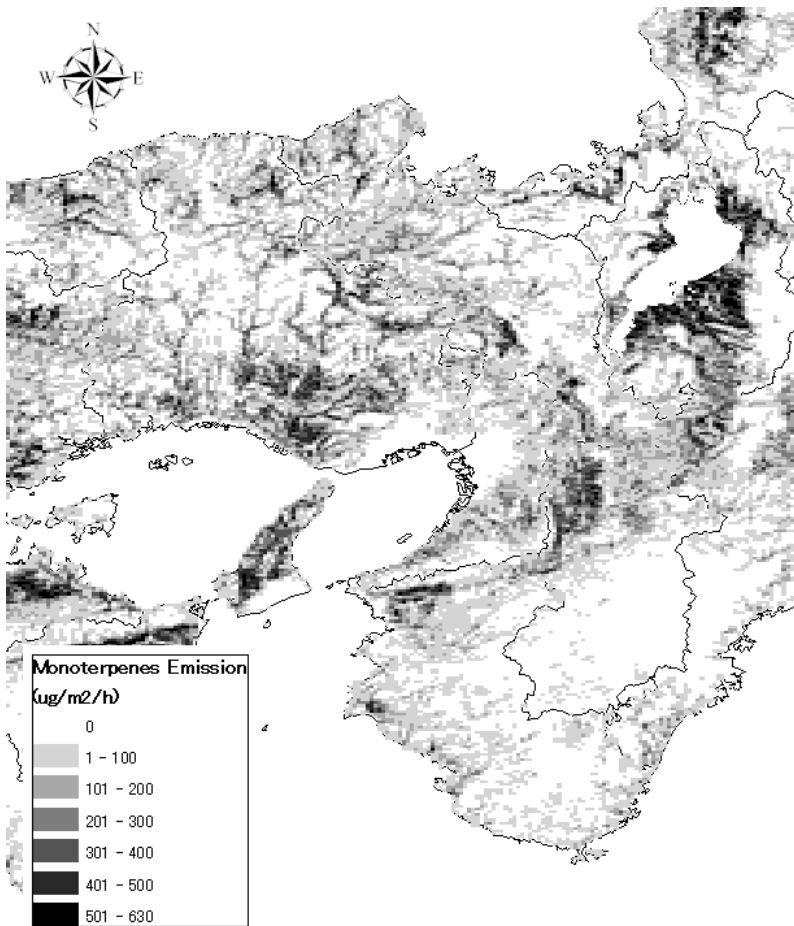 N
W E
S
Monoterpenes Emission
(ug/m2/h)
0
1 - 100
101 - 200
201 - 300
301 - 400
401 - 500
501 - 630